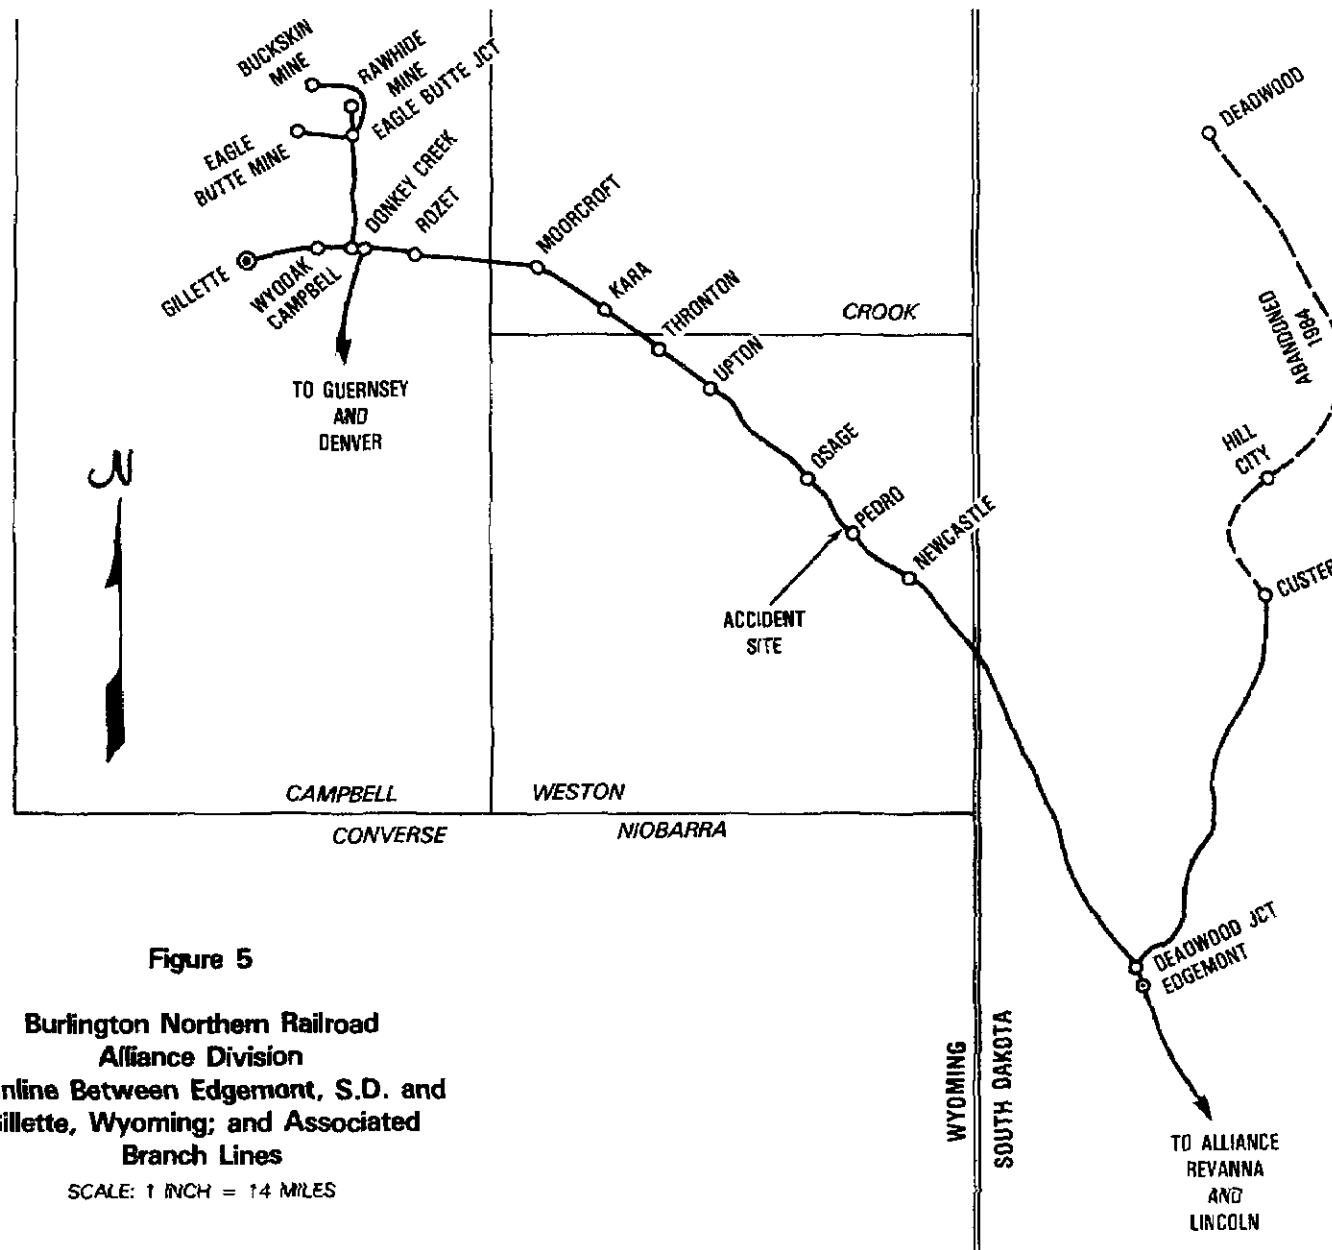 BUCKSKIN
MINE
RAWHIDE
MINE
EAGLE BUTTE JCT
EAGLE
BUTTE MINE
DONKEY CREEK
ROZET
GILLETTE
WYODAK
CAMPBELL
MOORCROFT
KARA
THRONTON
UPTON
OSAGE
PEDRO
NEWCASTLE
CROOK
DEADWOOD
ABANDONED
1984
HILL
CITY
CUSTER
TO GUERNSEY
AND
DENVER
N
ACCIDENT
SITE
CAMPBELL
WESTON
CONVERSE
NIOBARRA
DEADWOOD JCT
EDGEMONT
WYOMING
SOUTH DAKOTA
TO ALLIANCE
REVANNA
AND
LINCOLN
Figure 5
Burlington Northern Railroad
Alliance Division
nline Between Edgemont, S.D. and
illette, Wyoming; and Associated
Branch Lines
SCALE: 1 INCH = 14 MILES